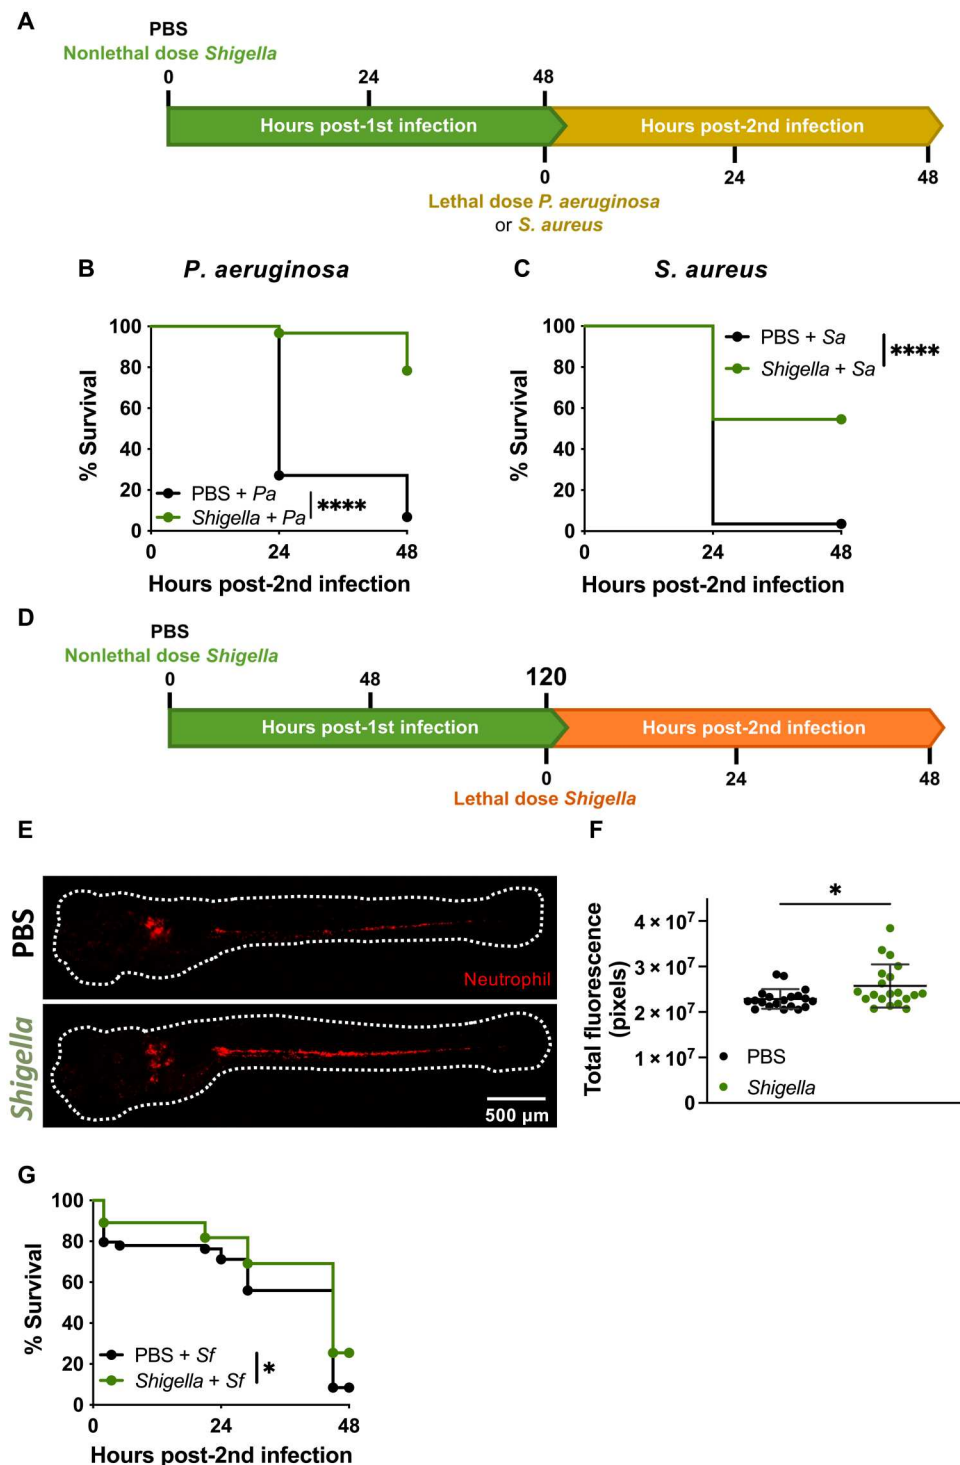 A
PBS
Nonlethal dose Shigella
0 24 48
Hours post-1st infection Hours post-2nd infection
0 24 48
Lethal dose P. aeruginosa
or S. aureus
B P. aeruginosa
100
80
60
40
20
0
% Survival
PBS + Pa
Shigella + Pa
****
0 24 48
Hours post-2nd infection
C S. aureus
100
80
60
40
20
0
% Survival
PBS + Sa
Shigella + Sa
****
0 24 48
Hours post-2nd infection
D
PBS
Nonlethal dose Shigella
0 48 120
Hours post-1st infection Hours post-2nd infection
0 24 48
Lethal dose Shigella
E
PBS
Neutrophil
Shigella
500 µm
F
*
4 × 10⁷
3 × 10⁷
2 × 10⁷
1 × 10⁷
0
Total fluorescence
(pixels)
PBS
Shigella
G
100
80
60
40
20
0
% Survival
PBS + Sf
Shigella + Sf
*
0 24 48
Hours post-2nd infection